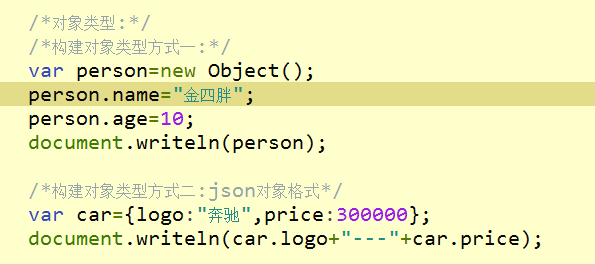 /*对象类型:*/
/*构建对象类型方式一:*/
var person=new Object();
person.name="金四胖";
person.age=10;
document.writeln(person);
/*构建对象类型方式二:json对象格式*/
var car={logo:"奔驰",price:300000};
document.writeln(car.logo+"---"+car.price);